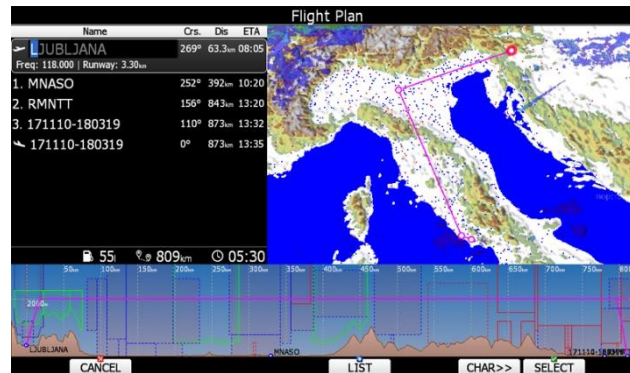 Flight Plan
Name Crs. Dis ETA
LJUBLJANA 269° 63.3km 08:05
Freq: 118.000 | Runway: 3.30km
1. MNASO 252° 392km 10:20
2. RMNTT 156° 843km 13:20
3. 171110-180319 110° 873km 13:32
171110-180319 0° 873km 13:35
55l 809km 05:30
50km 100km 150km 200km 250km 300km 350km 400km 450km 500km 550km 600km 650km 700km 750km 800
2000m
LJUBLJANA MNASO
CANCEL LIST CHAR>> SELECT